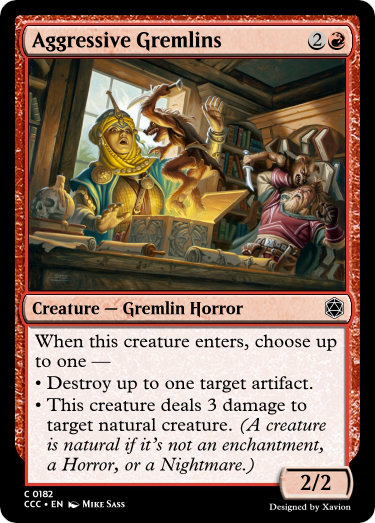 Aggressive Gremlins 2
Creature — Gremlin Horror
When this creature enters, choose up
to one —
• Destroy up to one target artifact.
• This creature deals 3 damage to
target natural creature. (A creature
is natural if it's not an enchantment,
a Horror, or a Nightmare.)
2/2
C 0182
CCC • EN Mike Sass
Designed by Xavion